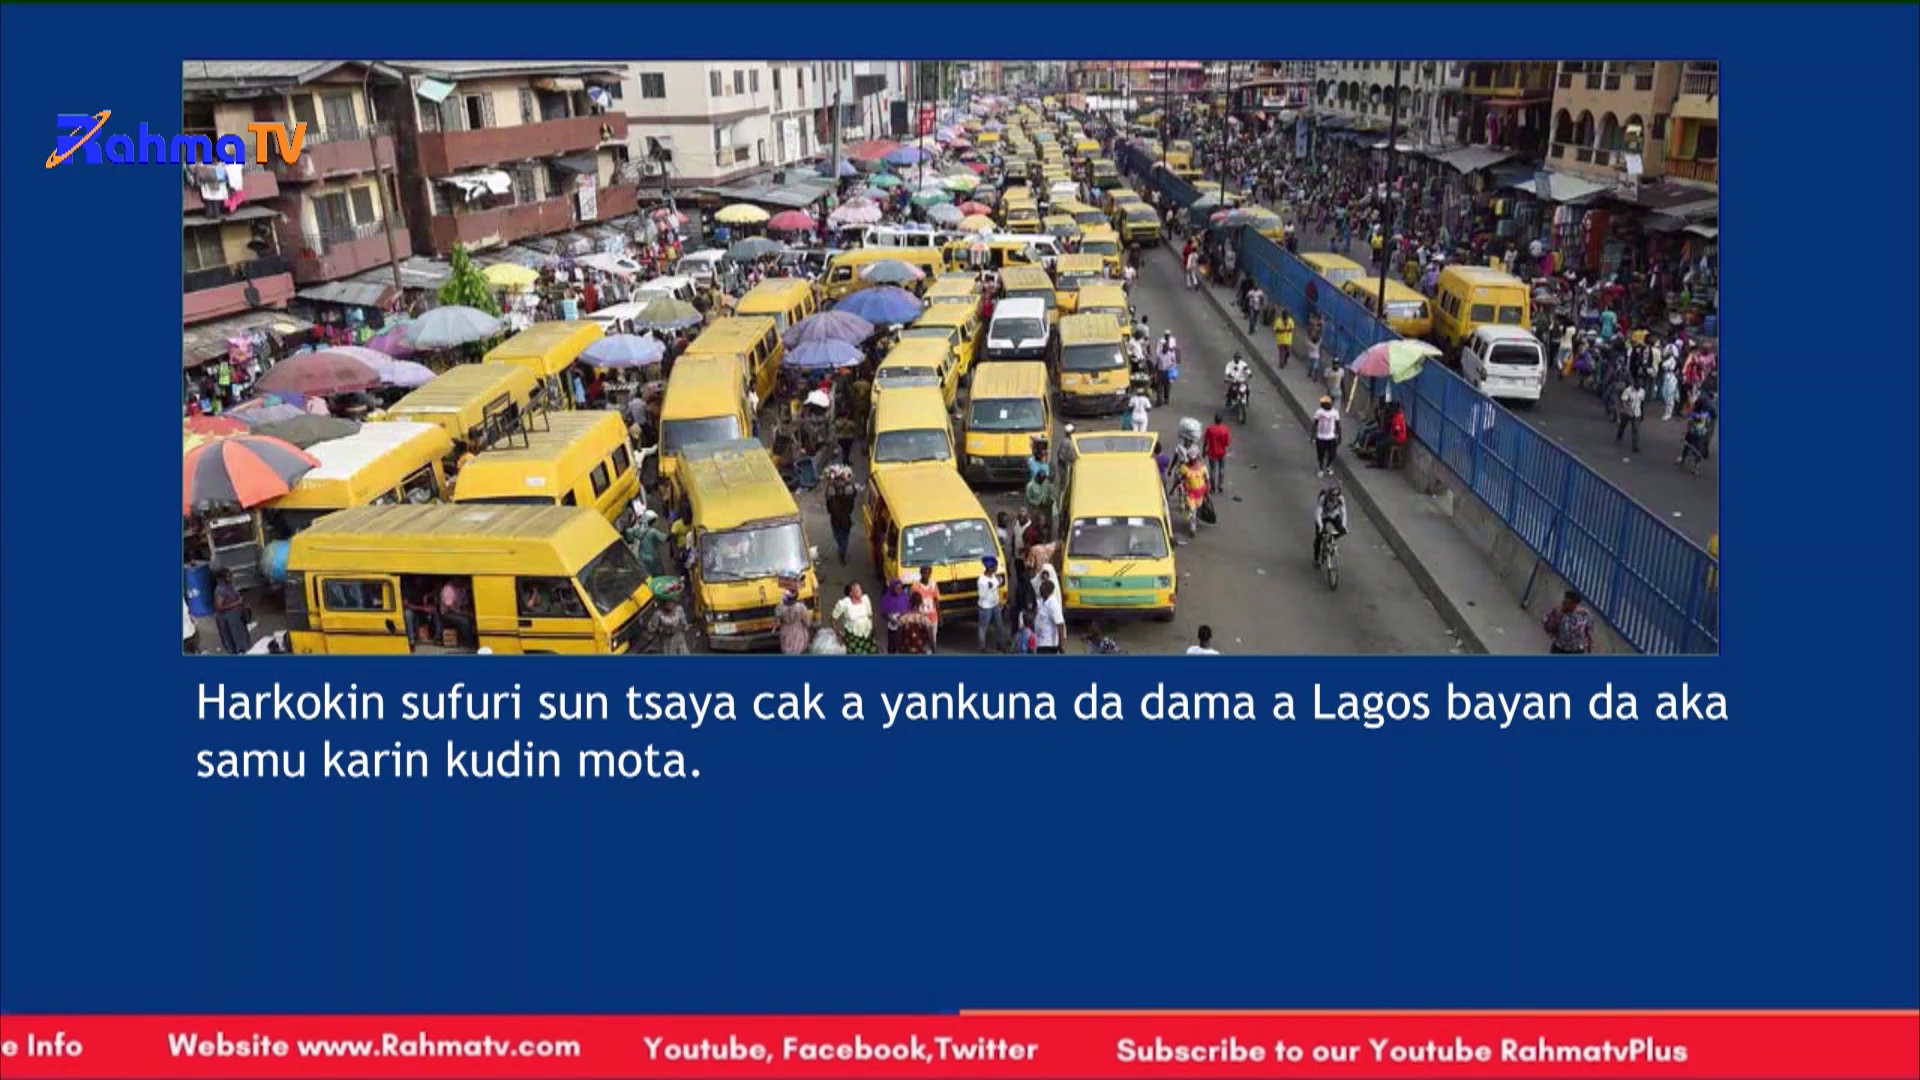 RahmaTV
Harkokin sufuri sun tsaya cak a yankuna da dama a Lagos bayan da aka
samu karin kudin mota.
e Info Website www.Rahmatv.com Youtube, Facebook,Twitter Subscribe to our Youtube RahmatvPlus